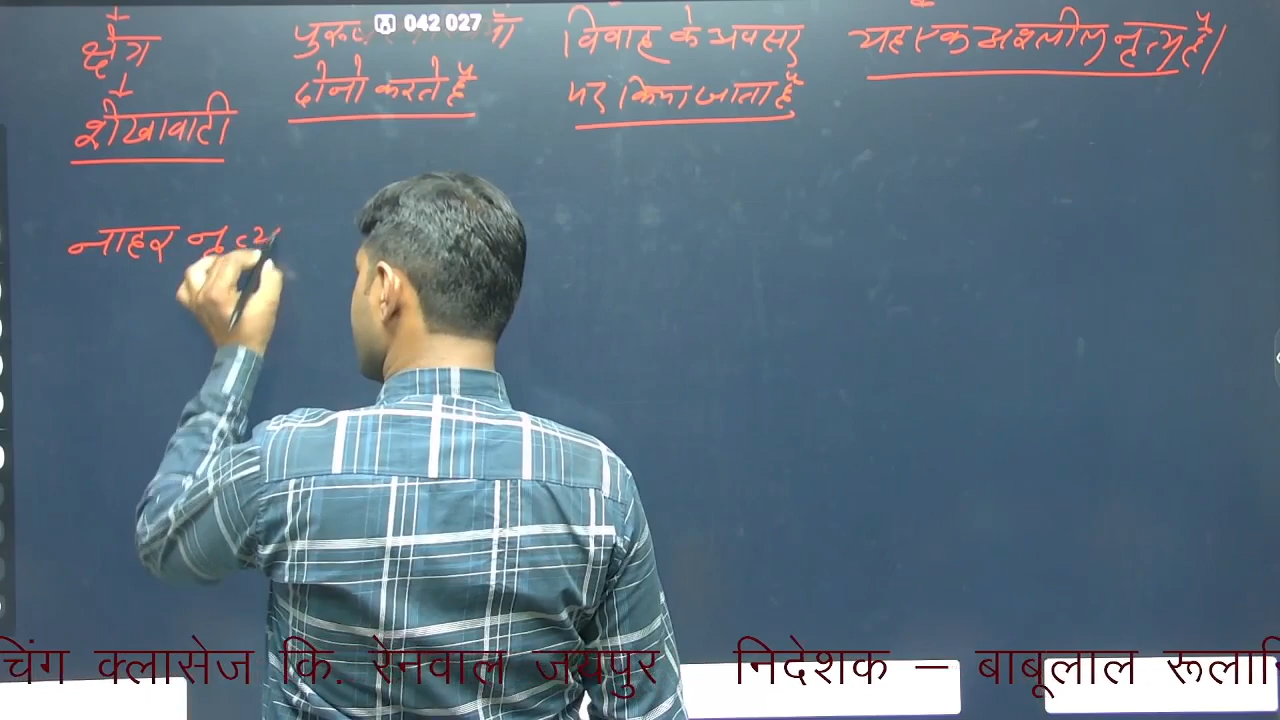 042 027
क्षेत्र
शेखावाटी
पुरुष
दोनो करते हैं
विवाह के अवसर
पर किया जाता हैं
यह एक अश्लील नृत्य हैं।
नाहर नृत्य
चिंग क्लासेज कि. रेनवाल जयपुर निदेशक – बाबूलाल